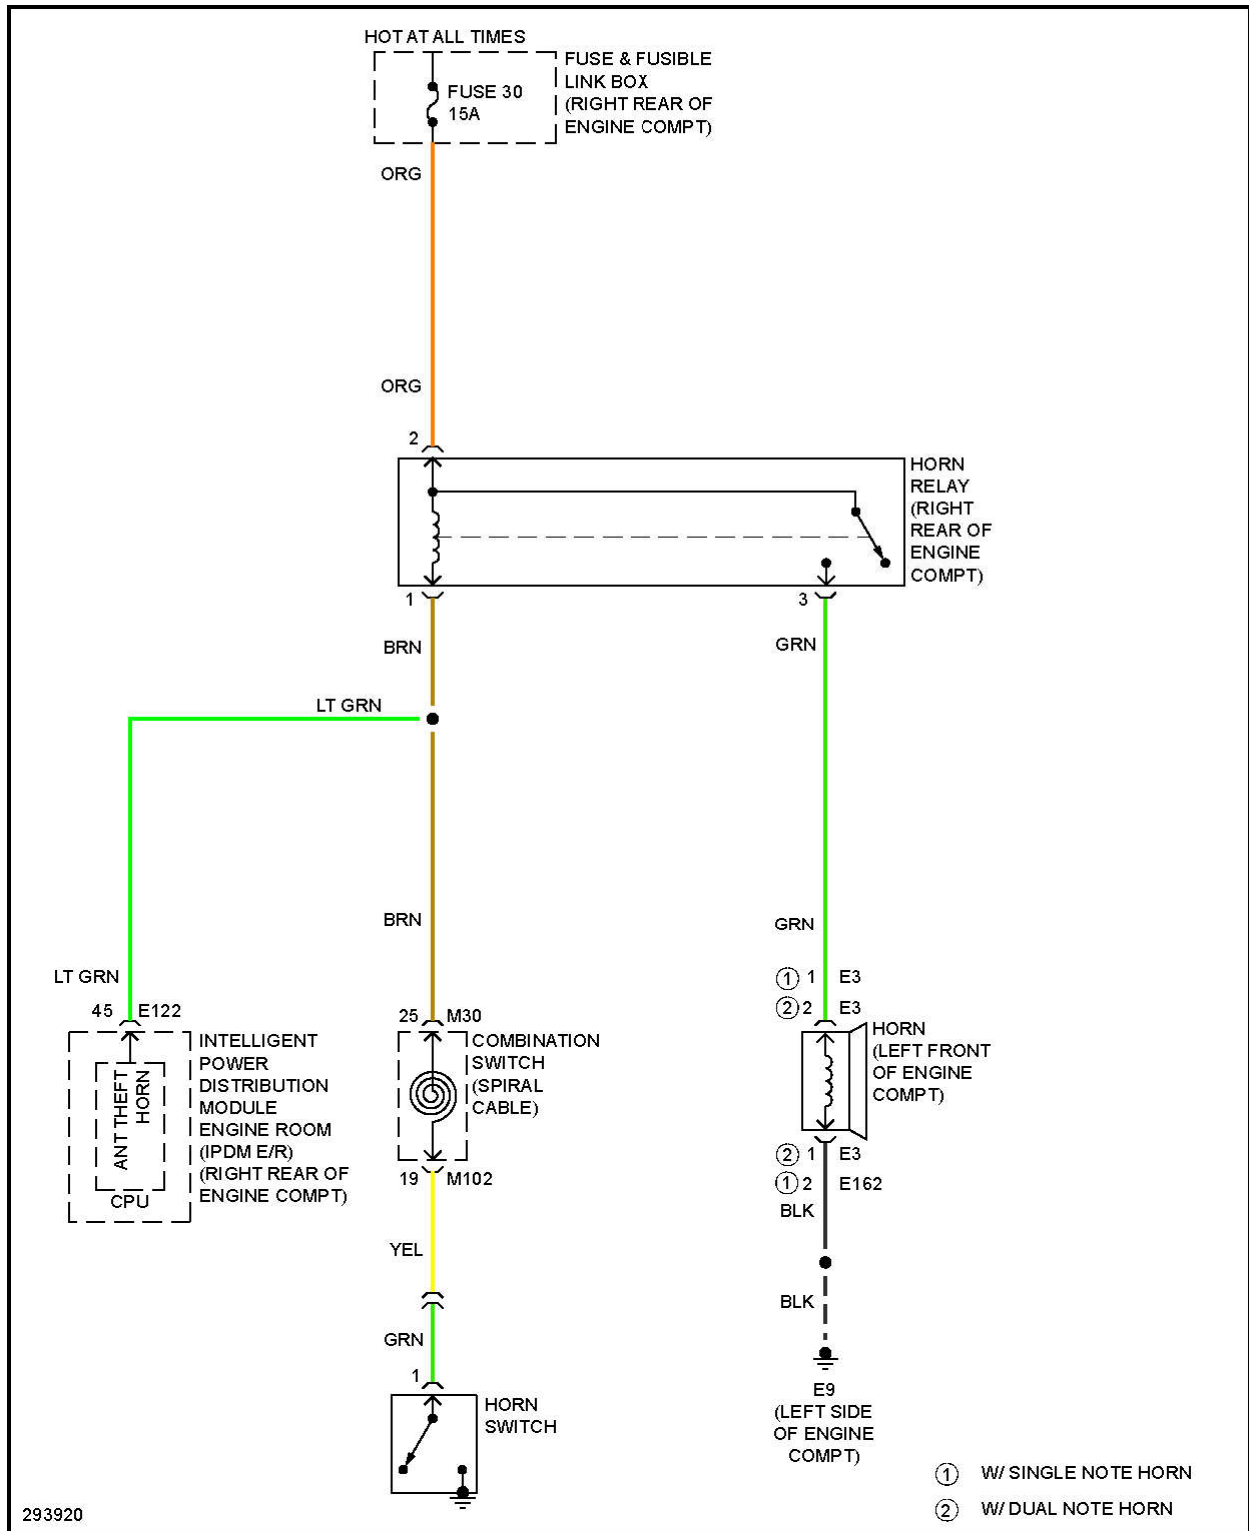 HOT AT ALL TIMES
FUSE 30
15A
FUSE & FUSIBLE
LINK BOX
(RIGHT REAR OF
ENGINE COMPT)
ORG
ORG
2
HORN
RELAY
(RIGHT
REAR OF
ENGINE
COMPT)
1
3
BRN
GRN
LT GRN
BRN
GRN
LT GRN
1 1 E3
2 2 E3
45 E122
25 M30
INTELLIGENT
POWER
DISTRIBUTION
MODULE
ENGINE ROOM
(IPDM E/R)
(RIGHT REAR OF
ENGINE COMPT)
ANT THEFT
HORN
CPU
COMBINATION
SWITCH
(SPIRAL
CABLE)
HORN
(LEFT FRONT
OF ENGINE
COMPT)
19 M102
2 1 E3
1 2 E162
BLK
YEL
BLK
GRN
1
HORN
SWITCH
E9
(LEFT SIDE
OF ENGINE
COMPT)
1 W/ SINGLE NOTE HORN
2 W/ DUAL NOTE HORN
293920